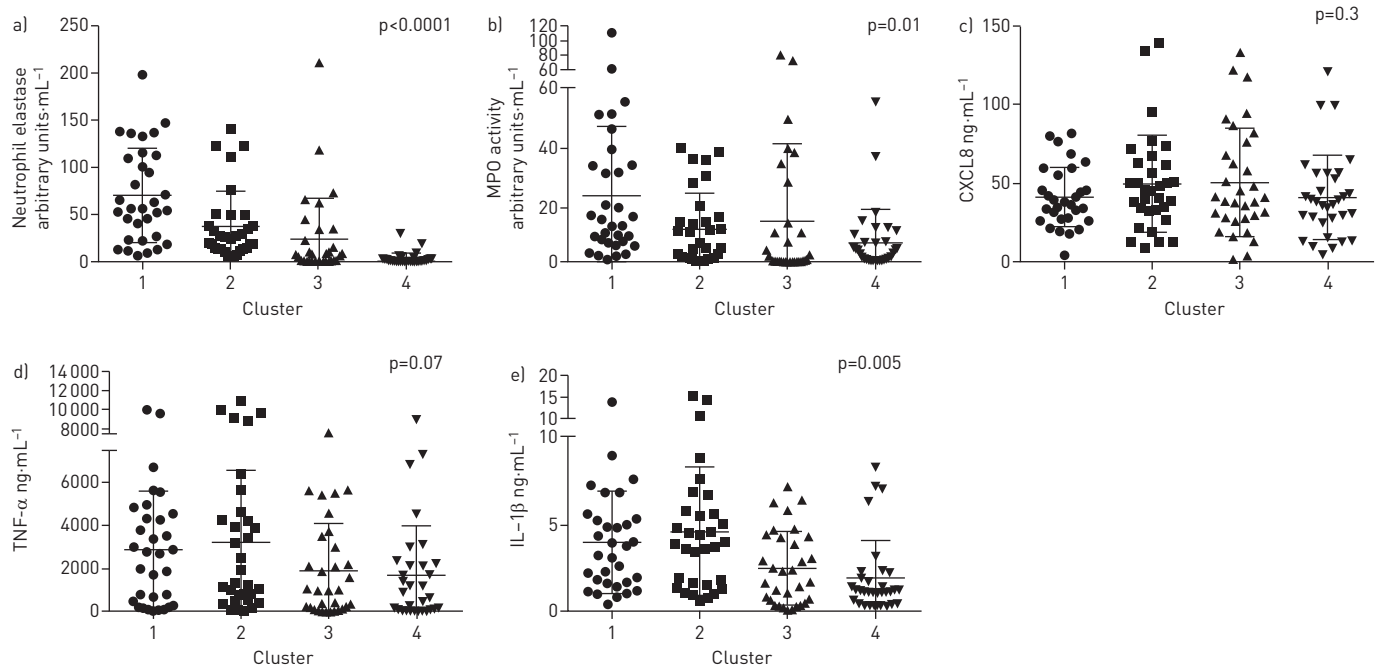 a)
p<0.0001
Neutrophil elastase
arbitrary units·mL⁻¹
250
200
150
100
50
0
1 2 3 4
Cluster
b)
p=0.01
MPO activity
arbitrary units·mL⁻¹
120
100
80
60
60
40
20
0
1 2 3 4
Cluster
c)
p=0.3
CXCL8 ng·mL⁻¹
150
100
50
0
1 2 3 4
Cluster
d)
p=0.07
TNF-α ng·mL⁻¹
14 000
12 000
10 000
8000
6000
4000
2000
0
1 2 3 4
Cluster
e)
p=0.005
IL-1β ng·mL⁻¹
20
15
10
10
5
0
1 2 3 4
Cluster